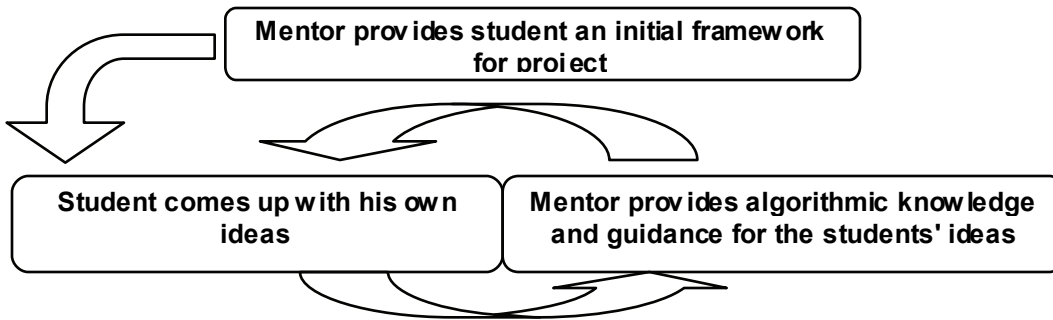 Mentor provides student an initial framework
for project
Student comes up with his own
ideas
Mentor provides algorithmic knowledge
and guidance for the students' ideas